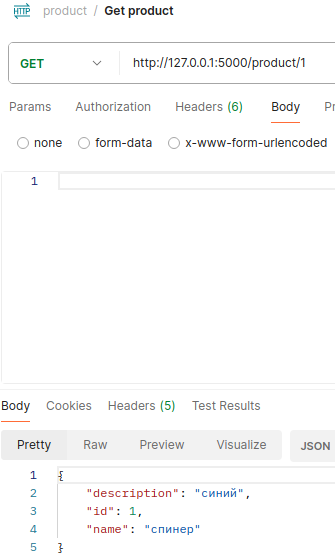 HTTP product / Get product
GET http://127.0.0.1:5000/product/1
Params Authorization Headers (6) Body
none form-data x-www-form-urlencoded
1
Body Cookies Headers (5) Test Results
Pretty Raw Preview Visualize JSON
1 {
2 "description": "синий",
3 "id": 1,
4 "name": "спинер"
5 }